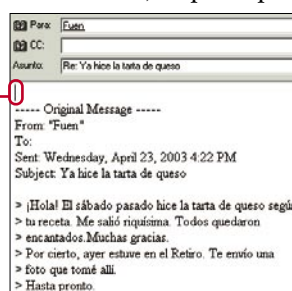 Para: Fuen
CC:
Asunto: Re: Ya hice la tarta de queso
----- Original Message -----
From: "Fuen"
To:
Sent: Wednesday, April 23, 2003 4:22 PM
Subject: Ya hice la tarta de queso
> ¡Hola! El sábado pasado hice la tarta de queso según
> tu receta. Me salió riquísima. Todos quedaron
> encantados.Muchas gracias.
> Por cierto, ayer estuve en el Retiro. Te envío una
> foto que tomé allí.
> Hasta pronto.